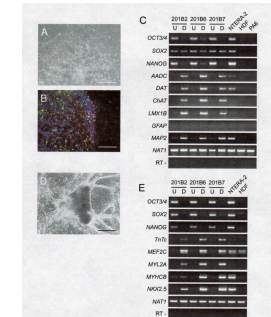 A
B
D
C
201B2 201B6 201B7
U D U D U D NTERA-2 HDF PA6
OCT3/4
SOX2
NANOG
AADC
DAT
ChAT
LMX1B
GFAP
MAP2
NAT1
RT -
E
201B2 201B6 201B7
U D U D U D NTERA-2 HDF
OCT3/4
SOX2
NANOG
TnTc
MEF2C
MYL2A
MYHCB
NKX2.5
NAT1
RT -